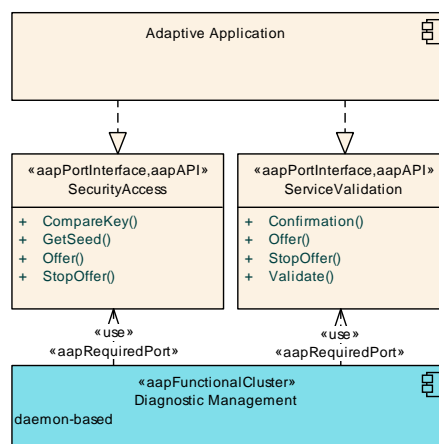 Adaptive Application
«aapPortInterface,aapAPI»
SecurityAccess
+ CompareKey()
+ GetSeed()
+ Offer()
+ StopOffer()
«aapPortInterface,aapAPI»
ServiceValidation
+ Confirmation()
+ Offer()
+ StopOffer()
+ Validate()
«use»
«aapRequiredPort»
«use»
«aapRequiredPort»
«aapFunctionalCluster»
Diagnostic Management
daemon-based